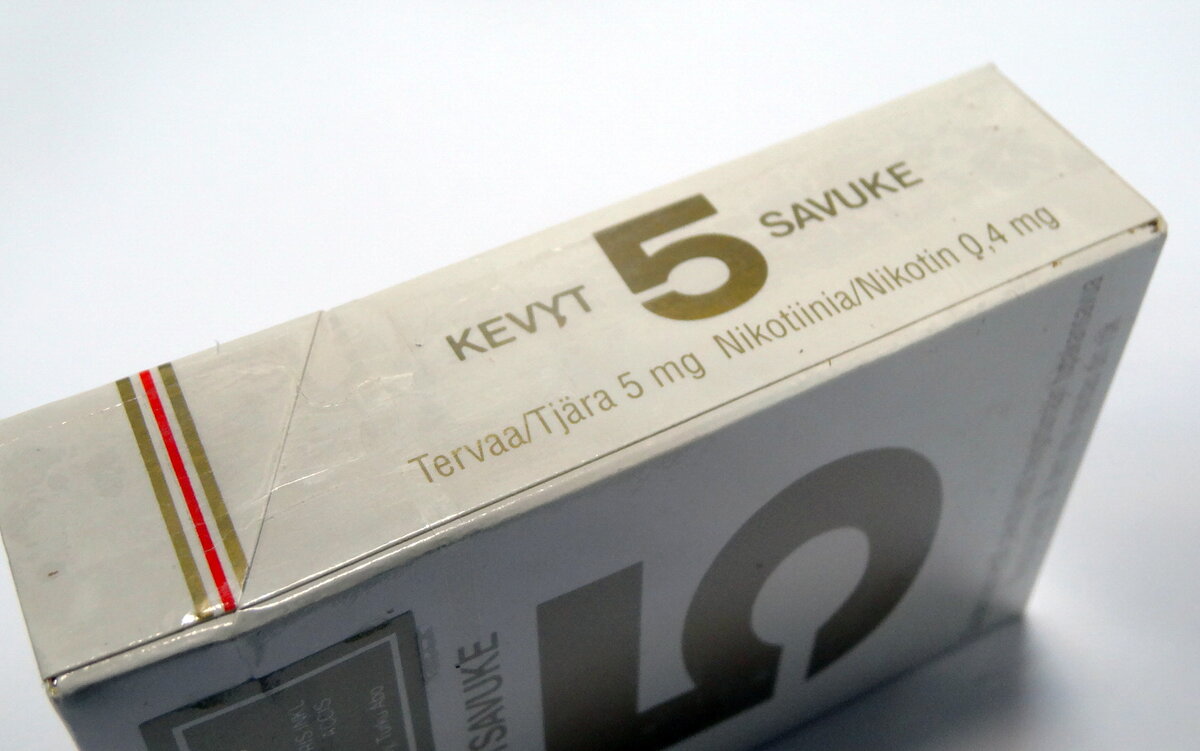 KEVYT 5 SAVUKE
Tervaa/Tjära 5 mg Nikotiinia/Nikotin 0,4 mg
5
SAVUKE